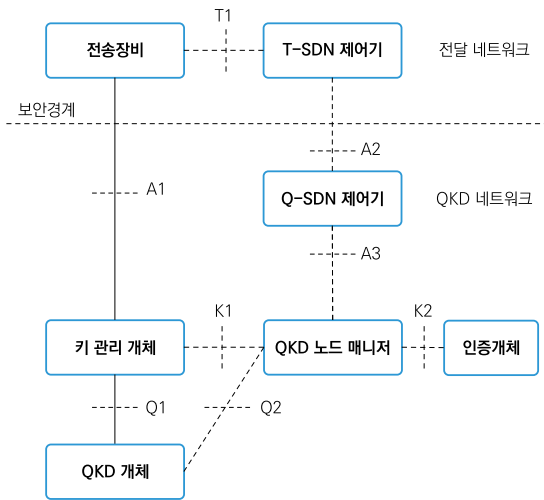 T1
전송장비
T-SDN 제어기
전달 네트워크
보안경계
A2
A1
Q-SDN 제어기
QKD 네트워크
A3
K1
K2
키 관리 개체
QKD 노드 매니저
인증개체
Q1
Q2
QKD 개체